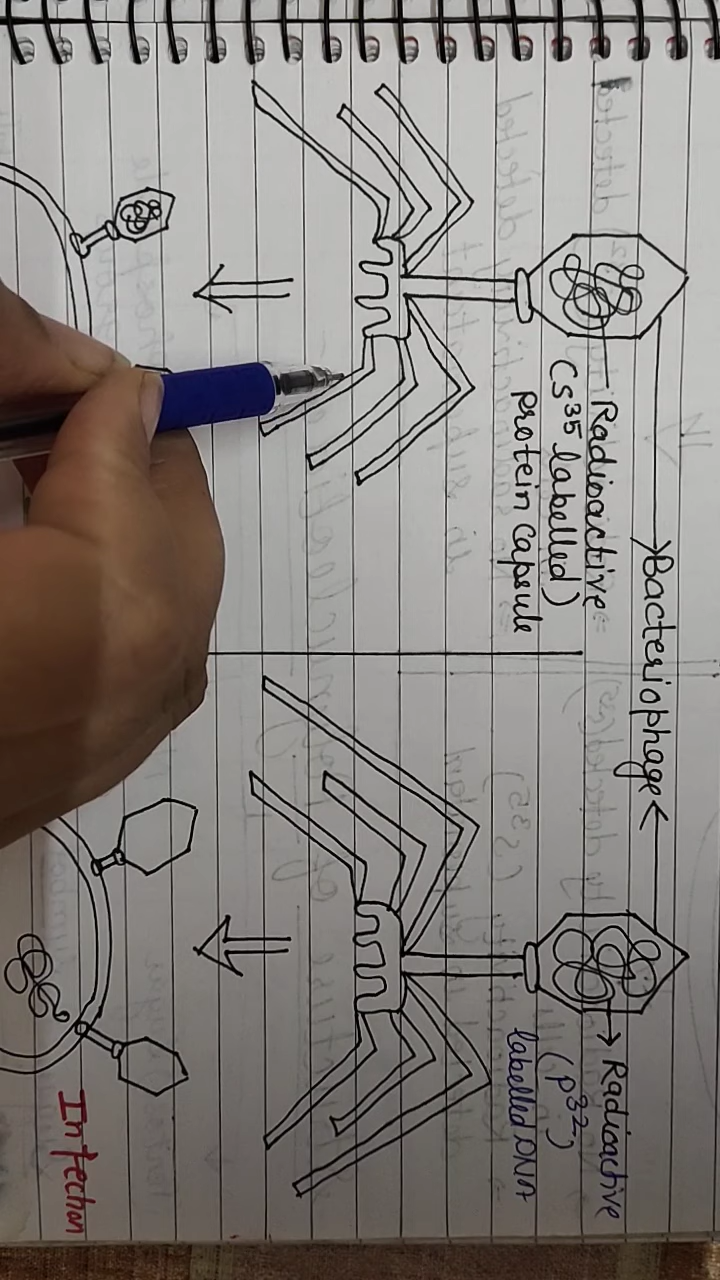 Bacteriophage
Radioactive
(S35 labelled)
protein capsule
Radioactive
(P32)
labelled DNA
Infection